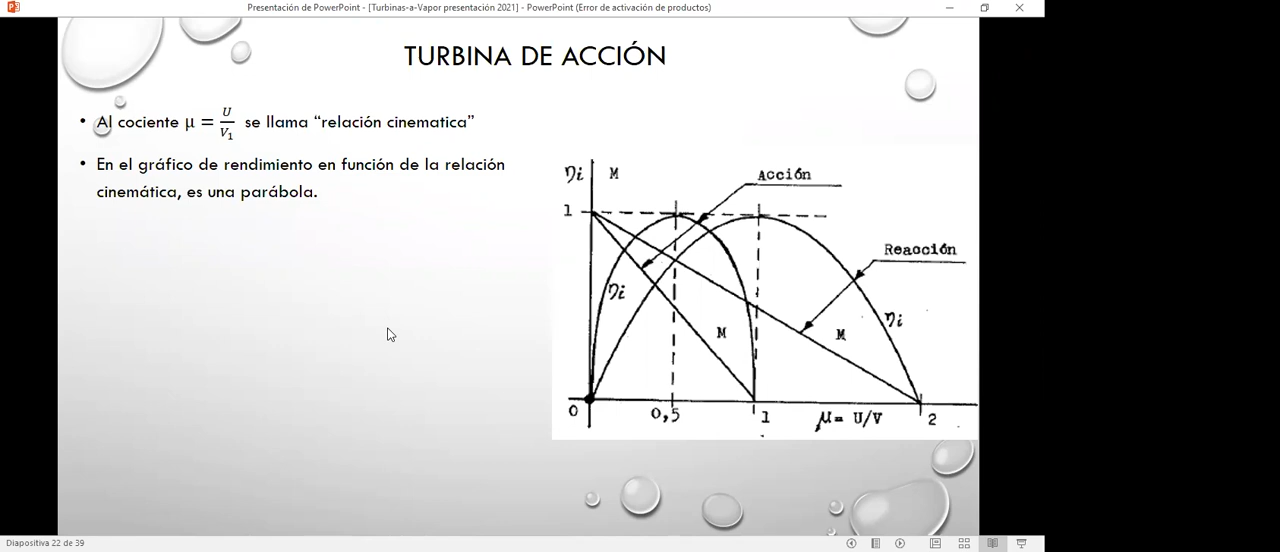 Presentación de PowerPoint - [Turbinas-a-Vapor presentación 2021] - PowerPoint (Error de activación de productos)
TURBINA DE ACCIÓN
• Al cociente μ = U/V₁ se llama “relación cinematica”
• En el gráfico de rendimiento en función de la relación
cinemática, es una parábola.
ηi M
Acción
1
Reacción
ηi
ηi
M
M
0
0,5
1
μ= U/V
2
Diapositiva 22 de 39